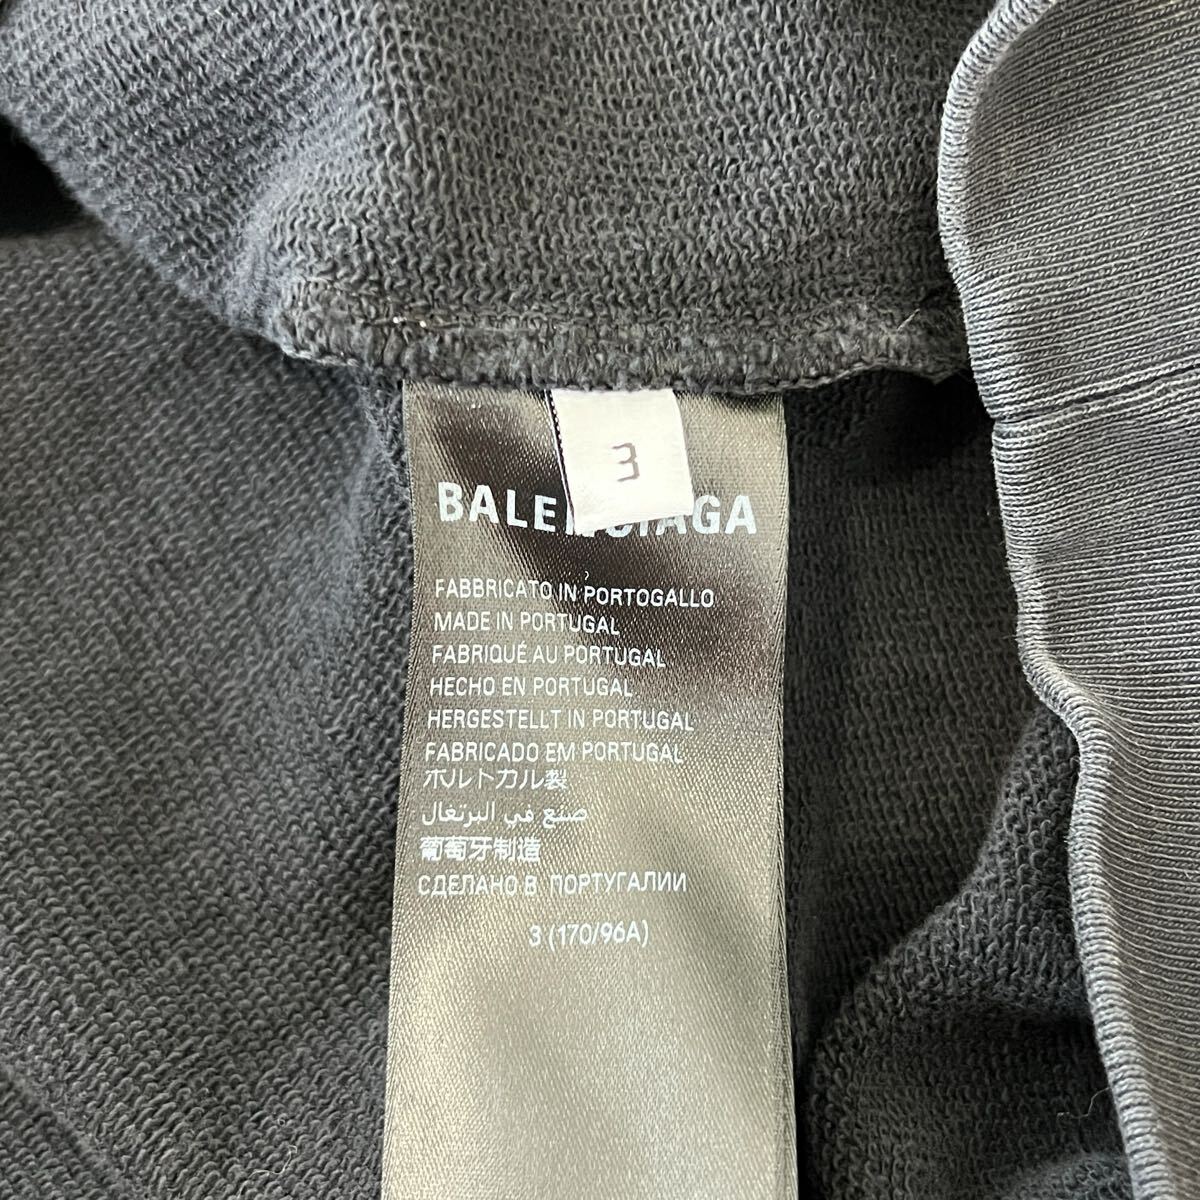 3
BALENCIAGA
FABBRICATO IN PORTOGALLO
MADE IN PORTUGAL
FABRIQUÉ AU PORTUGAL
HECHO EN PORTUGAL
HERGESTELLT IN PORTUGAL
FABRICADO EM PORTUGAL
ポルトガル製
صنع في البرتغال
葡萄牙制造
СДЕЛАНО В ПОРТУГАЛИИ
3 (170/96A)